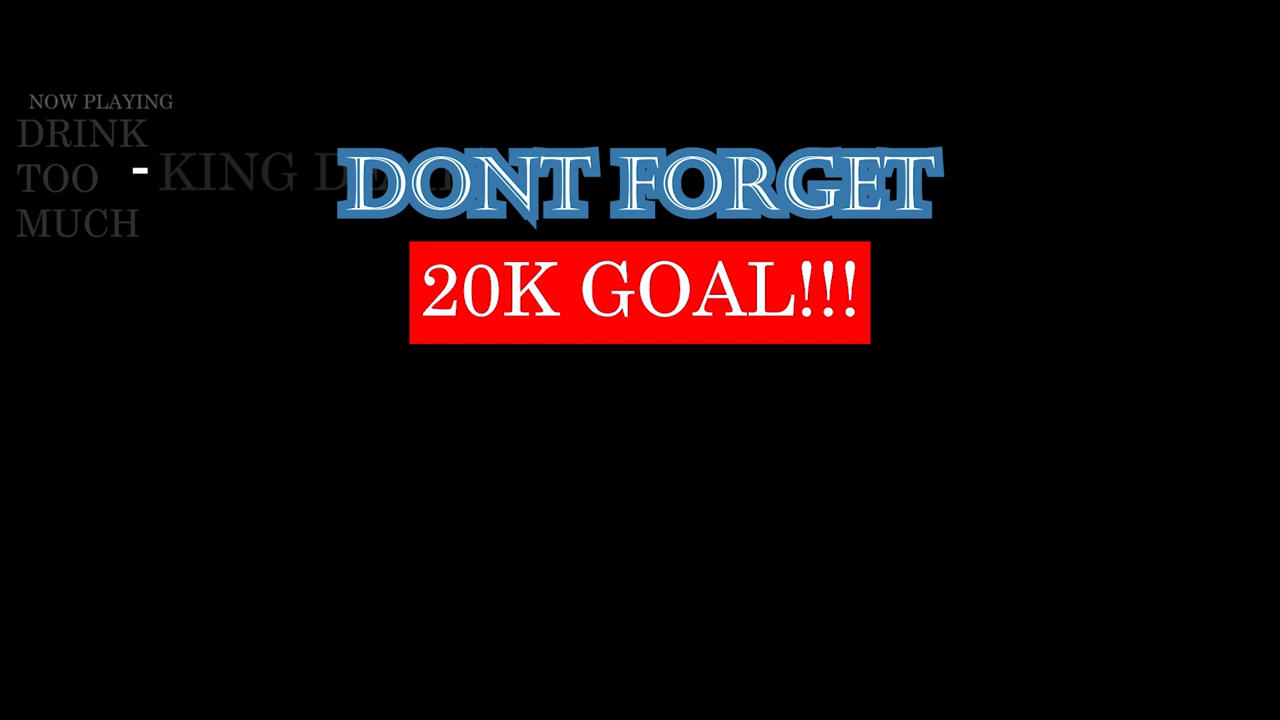 NOW PLAYING
DRINK
TOO
MUCH
- KING
DONT FORGET
20K GOAL!!!